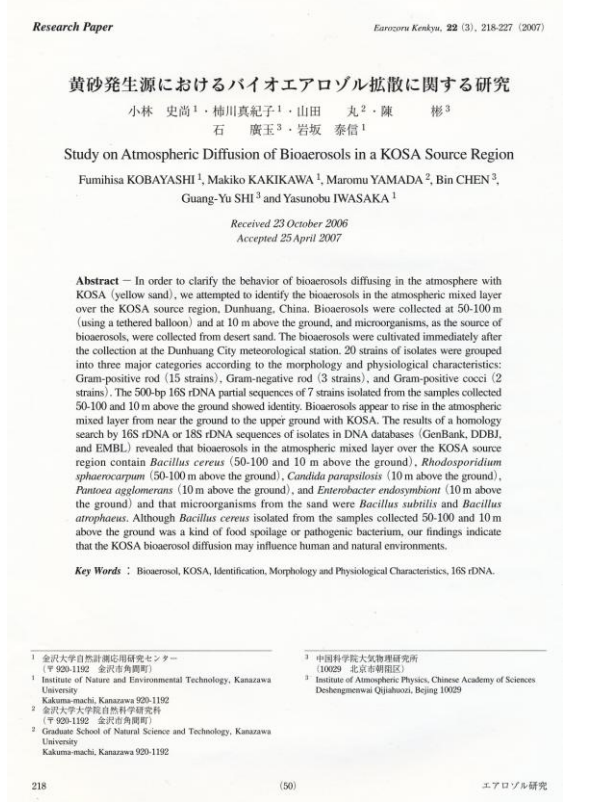 Research Paper
Earozoru Kenkyu, 22 (3), 218-227 (2007)
黄砂発生源におけるバイオエアロゾル拡散に関する研究
小林 史尚1・柿川真紀子1・山田 丸2・陳 彬3
石 廣玉3・岩坂 泰信1
Study on Atmospheric Diffusion of Bioaerosols in a KOSA Source Region
Fumihisa KOBAYASHI 1, Makiko KAKIKAWA 1, Maromu YAMADA 2, Bin CHEN 3,
Guang-Yu SHI 3 and Yasunobu IWASAKA 1
Received 23 October 2006
Accepted 25 April 2007
Abstract − In order to clarify the behavior of bioaerosols diffusing in the atmosphere with
KOSA (yellow sand), we attempted to identify the bioaerosols in the atmospheric mixed layer
over the KOSA source region, Dunhuang, China. Bioaerosols were collected at 50-100 m
(using a tethered balloon) and at 10 m above the ground, and microorganisms, as the source of
bioaerosols, were collected from desert sand. The bioaerosols were cultivated immediately after
the collection at the Dunhuang City meteorological station. 20 strains of isolates were grouped
into three major categories according to the morphology and physiological characteristics:
Gram-positive rod (15 strains), Gram-negative rod (3 strains), and Gram-positive cocci (2
strains). The 500-bp 16S rDNA partial sequences of 7 strains isolated from the samples collected
50-100 and 10 m above the ground showed identity. Bioaerosols appear to rise in the atmospheric
mixed layer from near the ground to the upper ground with KOSA. The results of a homology
search by 16S rDNA or 18S rDNA sequences of isolates in DNA databases (GenBank, DDBJ,
and EMBL) revealed that bioaerosols in the atmospheric mixed layer over the KOSA source
region contain Bacillus cereus (50-100 and 10 m above the ground), Rhodosporidium
sphaerocarpum (50-100 m above the ground), Candida parapsilosis (10 m above the ground),
Pantoea agglomerans (10 m above the ground), and Enterobacter endosymbiont (10 m above
the ground) and that microorganisms from the sand were Bacillus subtilis and Bacillus
atrophaeus. Although Bacillus cereus isolated from the samples collected 50-100 and 10 m
above the ground was a kind of food spoilage or pathogenic bacterium, our findings indicate
that the KOSA bioaerosol diffusion may influence human and natural environments.
Key Words : Bioaerosol, KOSA, Identification, Morphology and Physiological Characteristics, 16S rDNA.
1 金沢大学自然計測応用研究センター
(〒920-1192 金沢市角間町)
1 Institute of Nature and Environmental Technology, Kanazawa
University
Kakuma-machi, Kanazawa 920-1192
2 金沢大学大学院自然科学研究科
(〒920-1192 金沢市角間町)
2 Graduate School of Natural Science and Technology, Kanazawa
University
Kakuma-machi, Kanazawa 920-1192
3 中国科学院大気物理研究所
(10029 北京市朝阻区)
3 Institute of Atmospheric Physics, Chinese Academy of Sciences
Deshengmenwai Qijiahuozi, Bejing 10029
218
(50)
エアロゾル研究